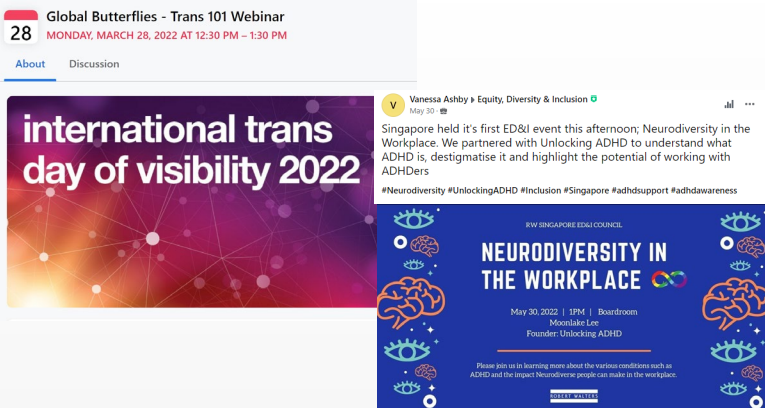 28
Global Butterflies - Trans 101 Webinar
MONDAY, MARCH 28, 2022 AT 12:30 PM – 1:30 PM
About
Discussion
international trans
day of visibility 2022
V
Vanessa Ashby ▸ Equity, Diversity & Inclusion
May 30 ·
Singapore held it's first ED&I event this afternoon; Neurodiversity in the
Workplace. We partnered with Unlocking ADHD to understand what
ADHD is, destigmatise it and highlight the potential of working with
ADHDers
#Neurodiversity #UnlockingADHD #Inclusion #Singapore #adhdsupport #adhdawareness
RW SINGAPORE ED&I COUNCIL
NEURODIVERSITY IN
THE WORKPLACE
May 30, 2022 | 1PM | Boardroom
Moonlake Lee
Founder: Unlocking ADHD
Please join us in learning more about the various conditions such as
ADHD and the impact Neurodiverse people can make in the workplace.
ROBERT WALTERS